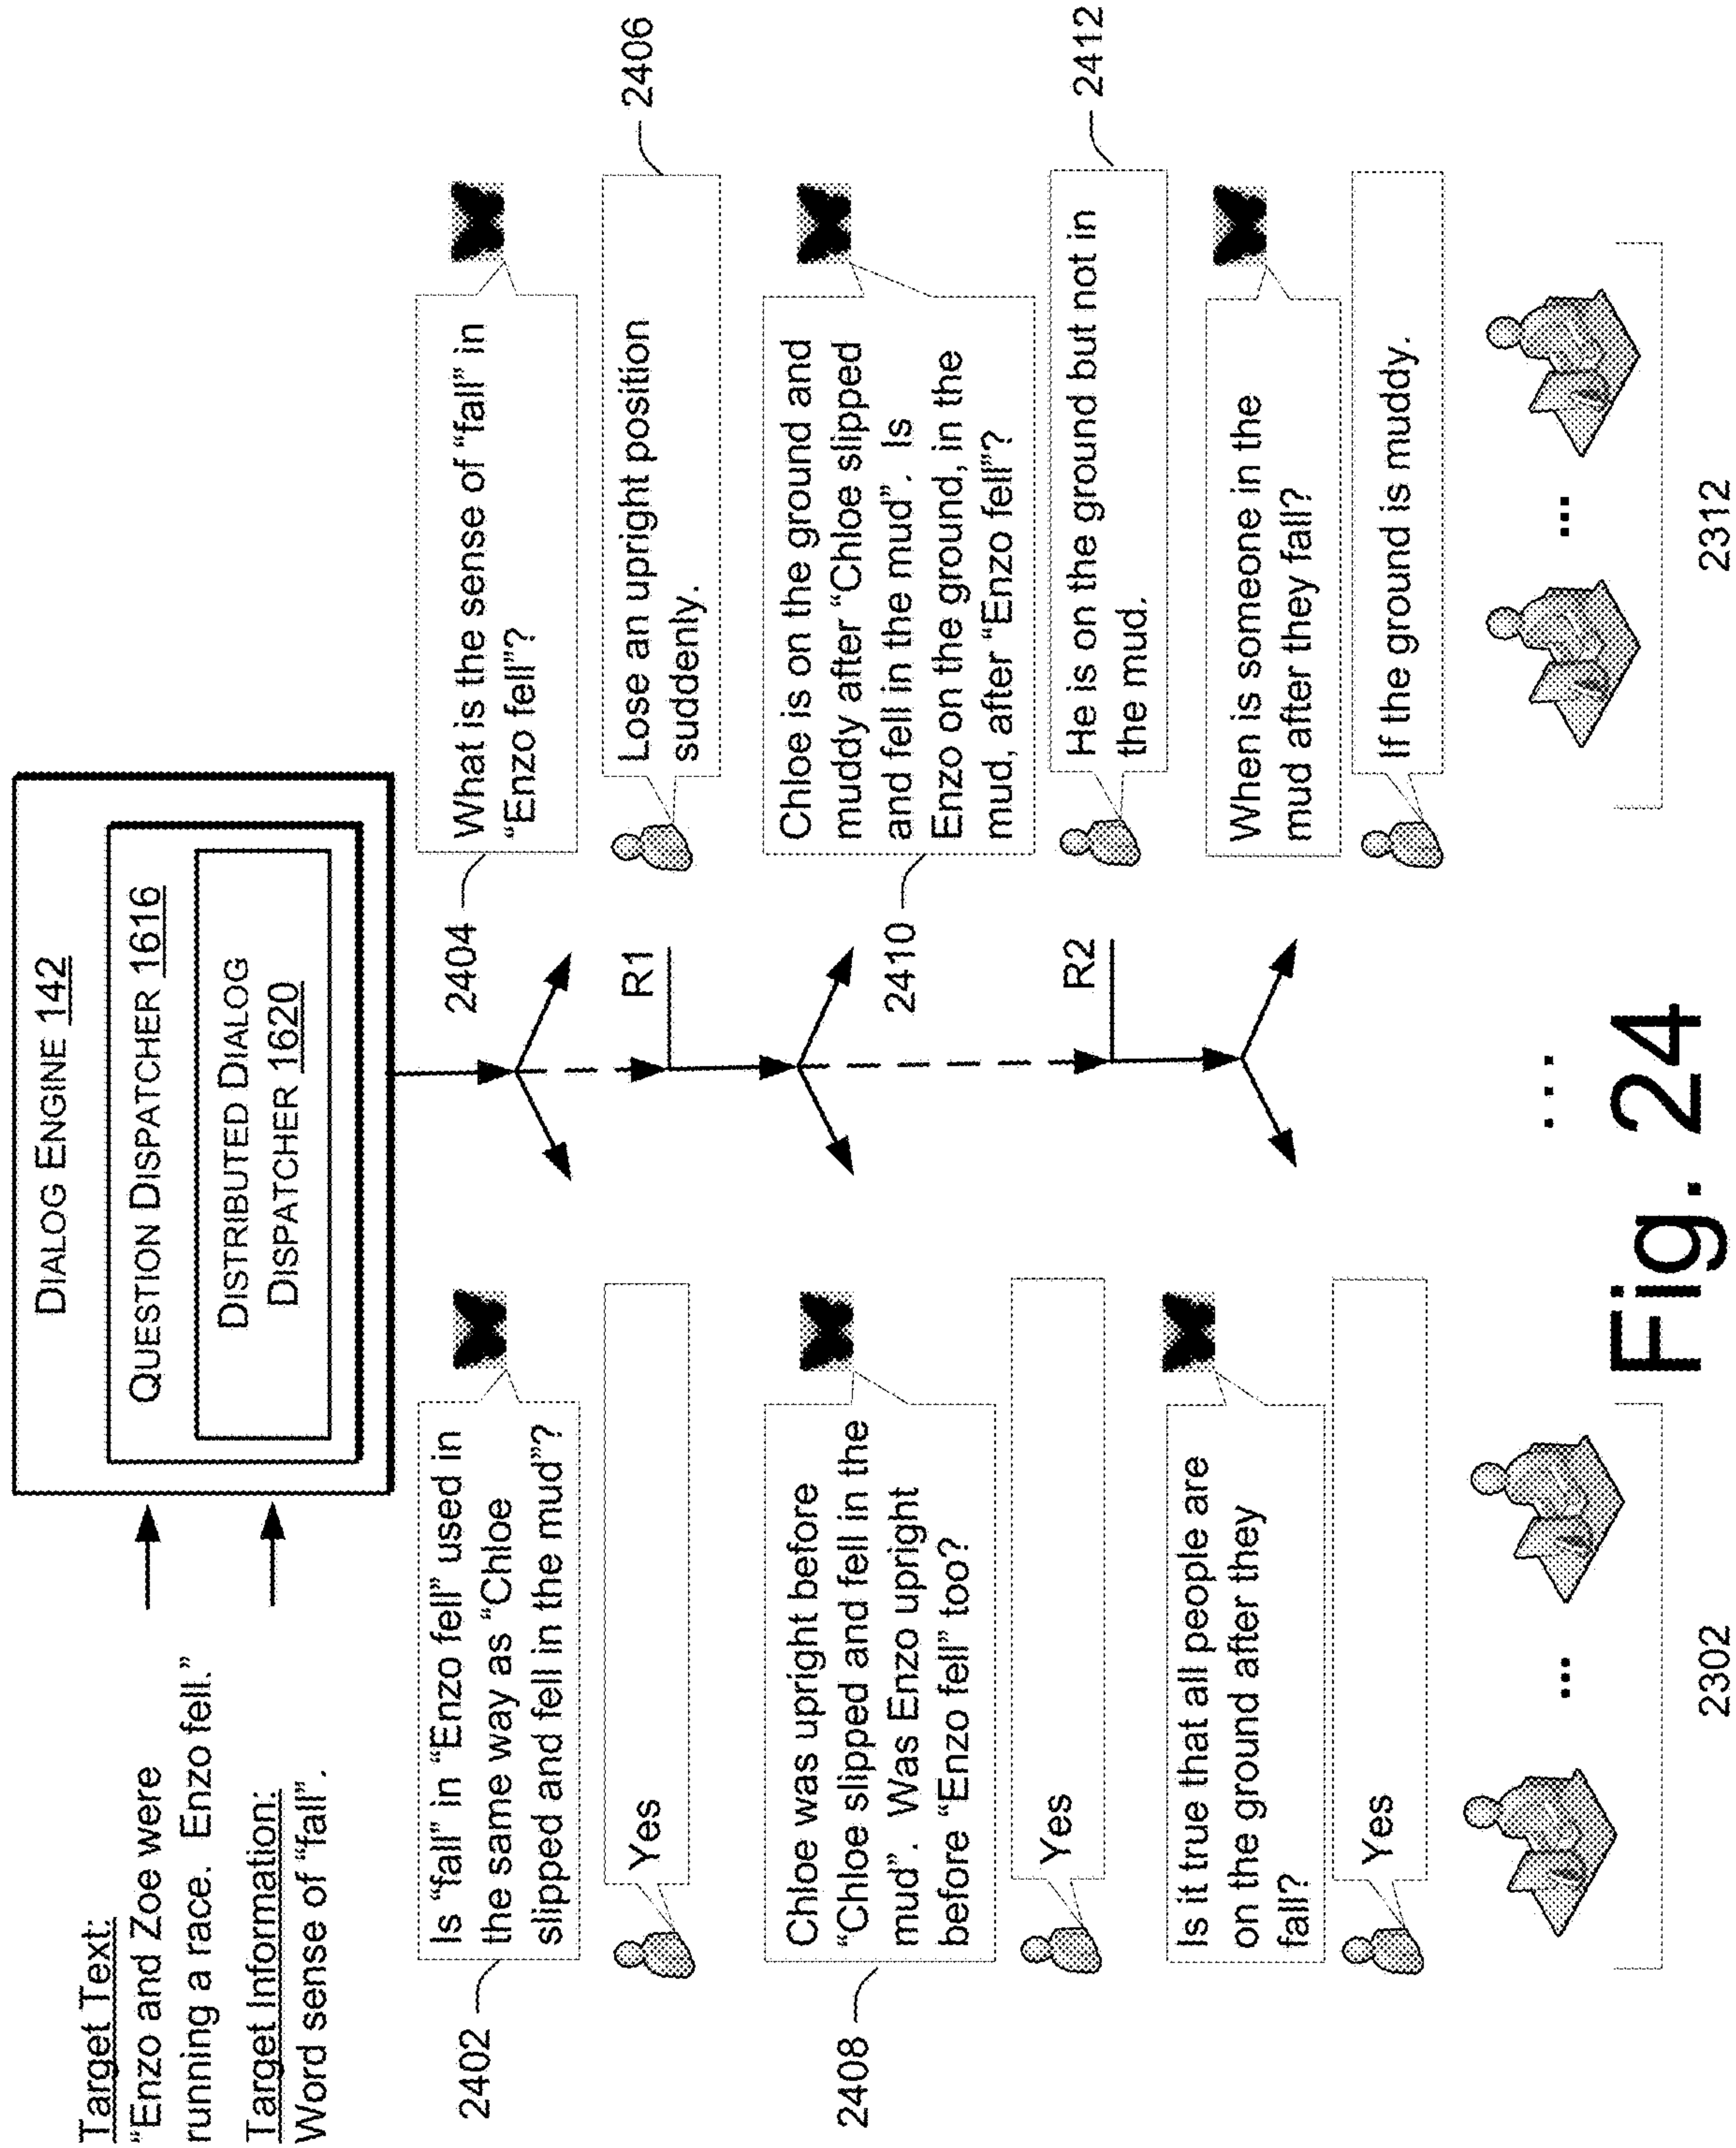 Target Text:
"Enzo and Zoe were
running a race. Enzo fell."
Target Information:
Word sense of "fall".
DIALOG ENGINE 142
QUESTION DISPATCHER 1616
DISTRIBUTED DIALOG
DISPATCHER 1620
2402
Is "fall" in "Enzo fell" used in
the same way as "Chloe
slipped and fell in the mud"?
Yes
2404
What is the sense of "fall" in
"Enzo fell"?
2406
Lose an upright position
suddenly.
R1
2408
Chloe was upright before
"Chloe slipped and fell in the
mud". Was Enzo upright
before "Enzo fell" too?
Yes
2410
Chloe is on the ground and
muddy after "Chloe slipped
and fell in the mud". Is
Enzo on the ground, in the
mud, after "Enzo fell"?
2412
He is on the ground but not in
the mud.
R2
Is it true that all people are
on the ground after they
fall?
Yes
When is someone in the
mud after they fall?
If the ground is muddy.
...
...
...
2302
2312
Fig. 24